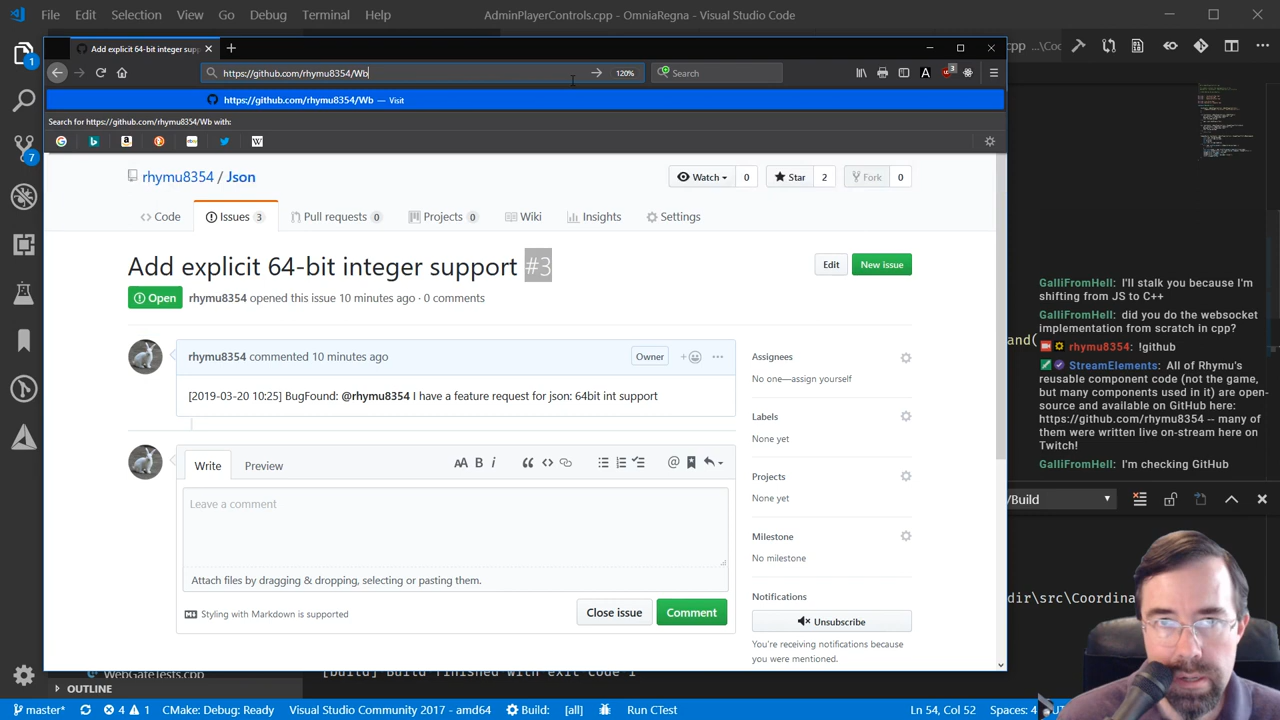 File Edit Selection View Go Debug Terminal Help AdminPlayerControls.cpp - OmniaRegna - Visual Studio Code
Add explicit 64-bit integer supp
https://github.com/rhymu8354/Wb 120% Search
https://github.com/rhymu8354/Wb — Visit
Search for https://github.com/rhymu8354/Wb with:
rhymu8354 / Json
Watch 0 Star 2 Fork 0
Code Issues 3 Pull requests 0 Projects 0 Wiki Insights Settings
Add explicit 64-bit integer support #3
Edit New issue
Open rhymu8354 opened this issue 10 minutes ago · 0 comments
rhymu8354 commented 10 minutes ago Owner
[2019-03-20 10:25] BugFound: @rhymu8354 I have a feature request for json: 64bit int support
Write Preview
Leave a comment
Attach files by dragging & dropping, selecting or pasting them.
Styling with Markdown is supported
Close issue Comment
Assignees
No one—assign yourself
Labels
None yet
Projects
None yet
Milestone
No milestone
Notifications
Unsubscribe
You're receiving notifications because
you were mentioned.
GalliFromHell: I'll stalk you because I'm
shifting from JS to C++
GalliFromHell: did you do the websocket
implementation from scratch in cpp?
rhymu8354: !github
StreamElements: All of Rhymu's
reusable component code (not the game,
but many components used in it) are open-
source and available on GitHub here:
https://github.com/rhymu8354 -- many of
them were written live on-stream here on
Twitch!
GalliFromHell: I'm checking GitHub
/Build
dir\src\Coordina
WebGateTests.cpp
[build] Build finished with exit code 1
OUTLINE
master* 4 1 CMake: Debug: Ready Visual Studio Community 2017 - amd64 Build: [all] Run CTest Ln 54, Col 52 Spaces: 4